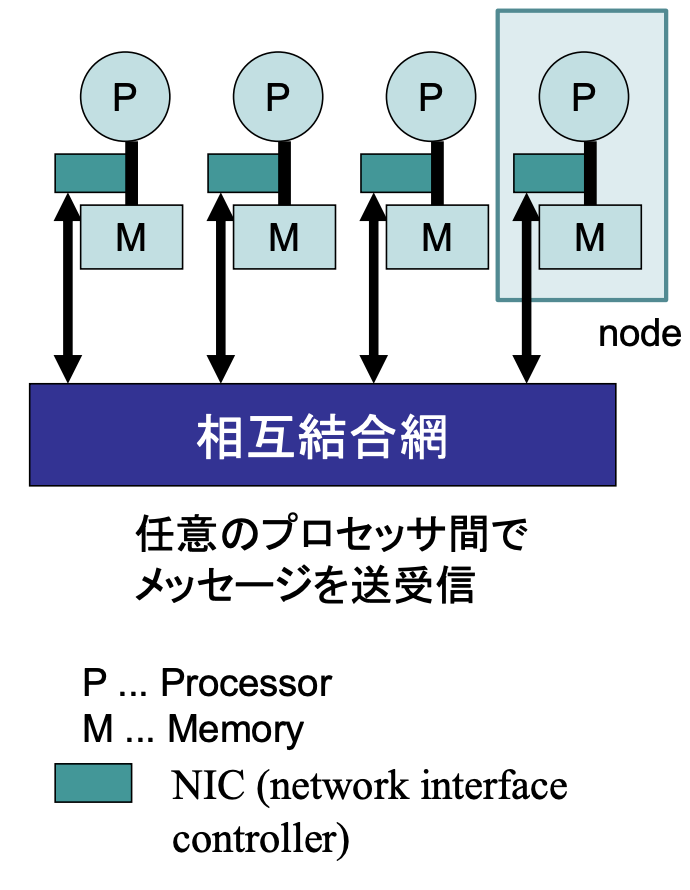 P P P P
M M M M
node
相互結合網
任意のプロセッサ間で
メッセージを送受信
P ... Processor
M ... Memory
NIC (network interface
controller)